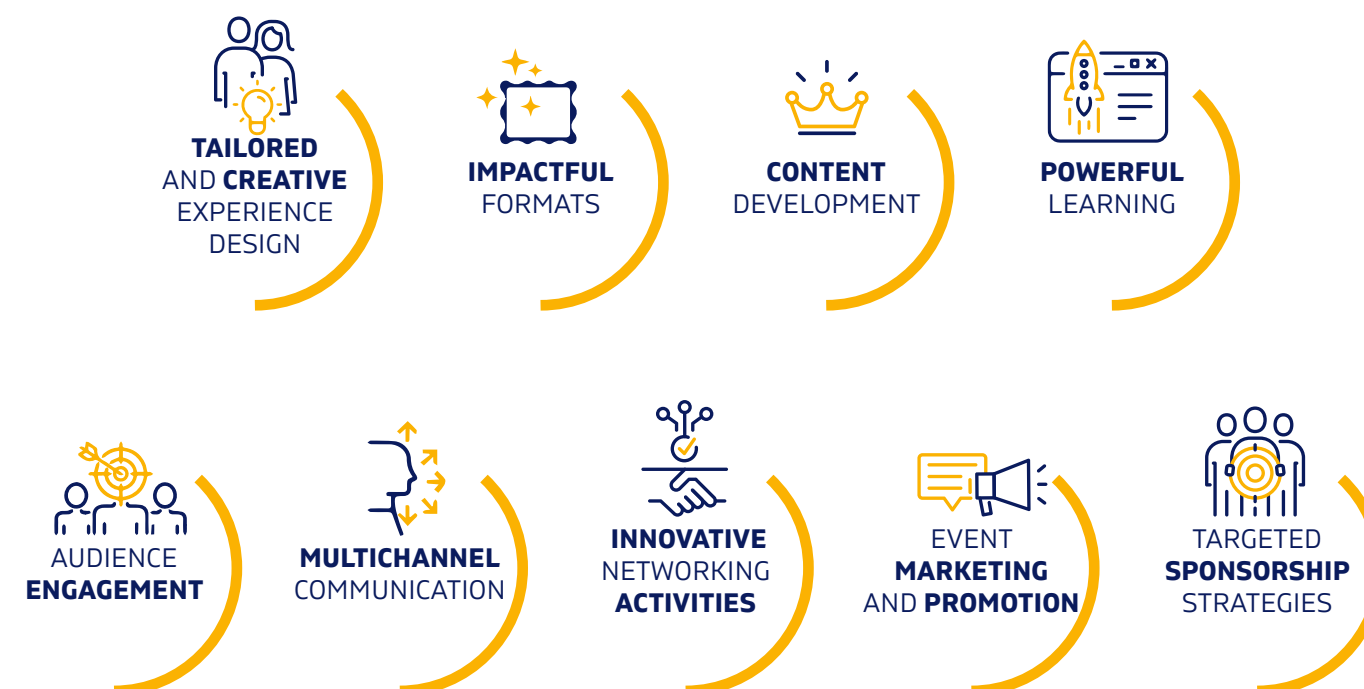 TAILORED
AND CREATIVE
EXPERIENCE
DESIGN
IMPACTFUL
FORMATS
CONTENT
DEVELOPMENT
POWERFUL
LEARNING
AUDIENCE
ENGAGEMENT
MULTICHANNEL
COMMUNICATION
INNOVATIVE
NETWORKING
ACTIVITIES
EVENT
MARKETING
AND PROMOTION
TARGETED
SPONSORSHIP
STRATEGIES